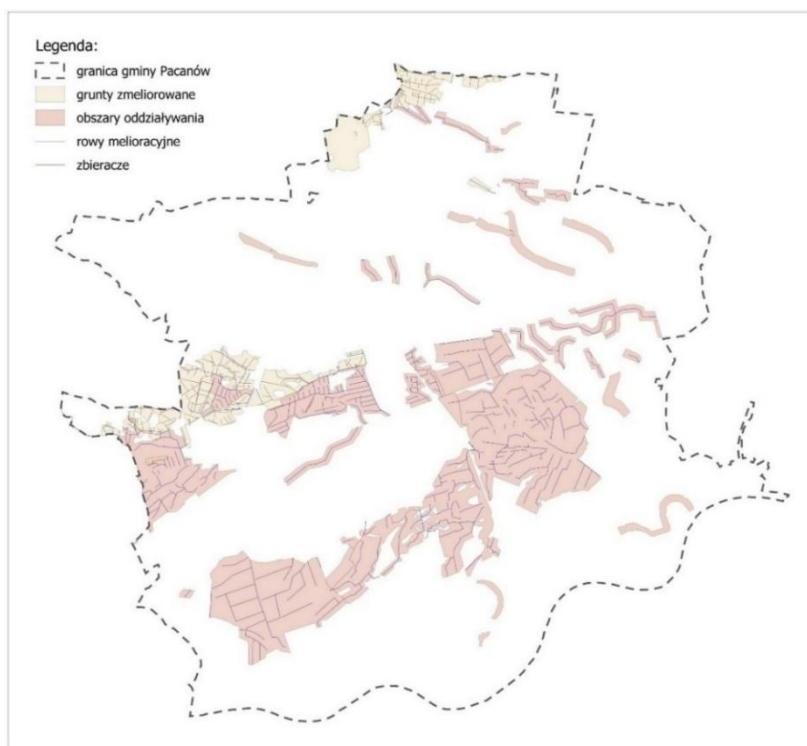 Legenda:
granica gminy Pacanów
grunty zmeliorowane
obszary oddziaływania
rowy melioracyjne
zbieracze